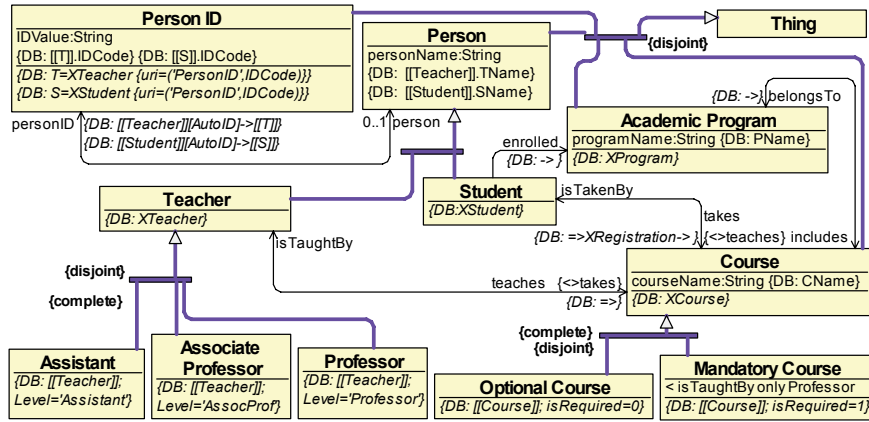 Person ID
IDValue:String
{DB: [[T]].IDCode} {DB: [[S]].IDCode}
{DB: T=XTeacher {uri=('PersonID',IDCode)}}
{DB: S=XStudent {uri=('PersonID',IDCode)}}
Person
personName:String
{DB: [[Teacher]].TName}
{DB: [[Student]].SName}
Thing
{disjoint}
personID
{DB: [[Teacher]][AutoID]->[[T]]}
{DB: [[Student]][AutoID]->[[S]]}
0..1 person
{DB: ->} belongsTo
Academic Program
programName:String {DB: PName}
{DB: XProgram}
enrolled
{DB: -> }
Teacher
{DB: XTeacher}
Student
{DB:XStudent}
isTakenBy
takes
{DB: =>XRegistration-> } {<>teaches} includes
isTaughtBy
teaches {<>takes}
{DB: =>}
Course
courseName:String {DB: CName}
{DB: XCourse}
{disjoint}
{complete}
{complete}
{disjoint}
Assistant
{DB: [[Teacher]];
Level='Assistant'}
Associate
Professor
{DB: [[Teacher]];
Level='AssocProf'}
Professor
{DB: [[Teacher]];
Level='Professor'}
Optional Course
{DB: [[Course]]; isRequired=0}
Mandatory Course
< isTaughtBy only Professor
{DB: [[Course]]; isRequired=1}